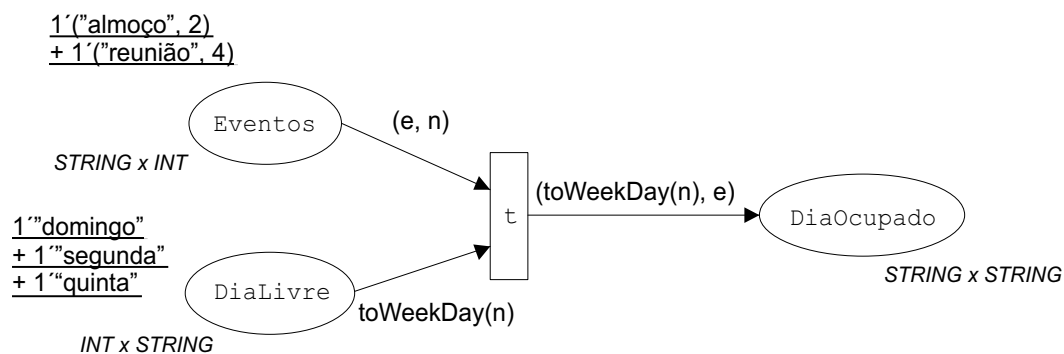 1´("almoço", 2)
+ 1´("reunião", 4)
Eventos
(e, n)
STRING x INT
t
(toWeekDay(n), e)
DiaOcupado
STRING x STRING
1´"domingo"
+ 1´"segunda"
+ 1´"quinta"
DiaLivre
toWeekDay(n)
INT x STRING